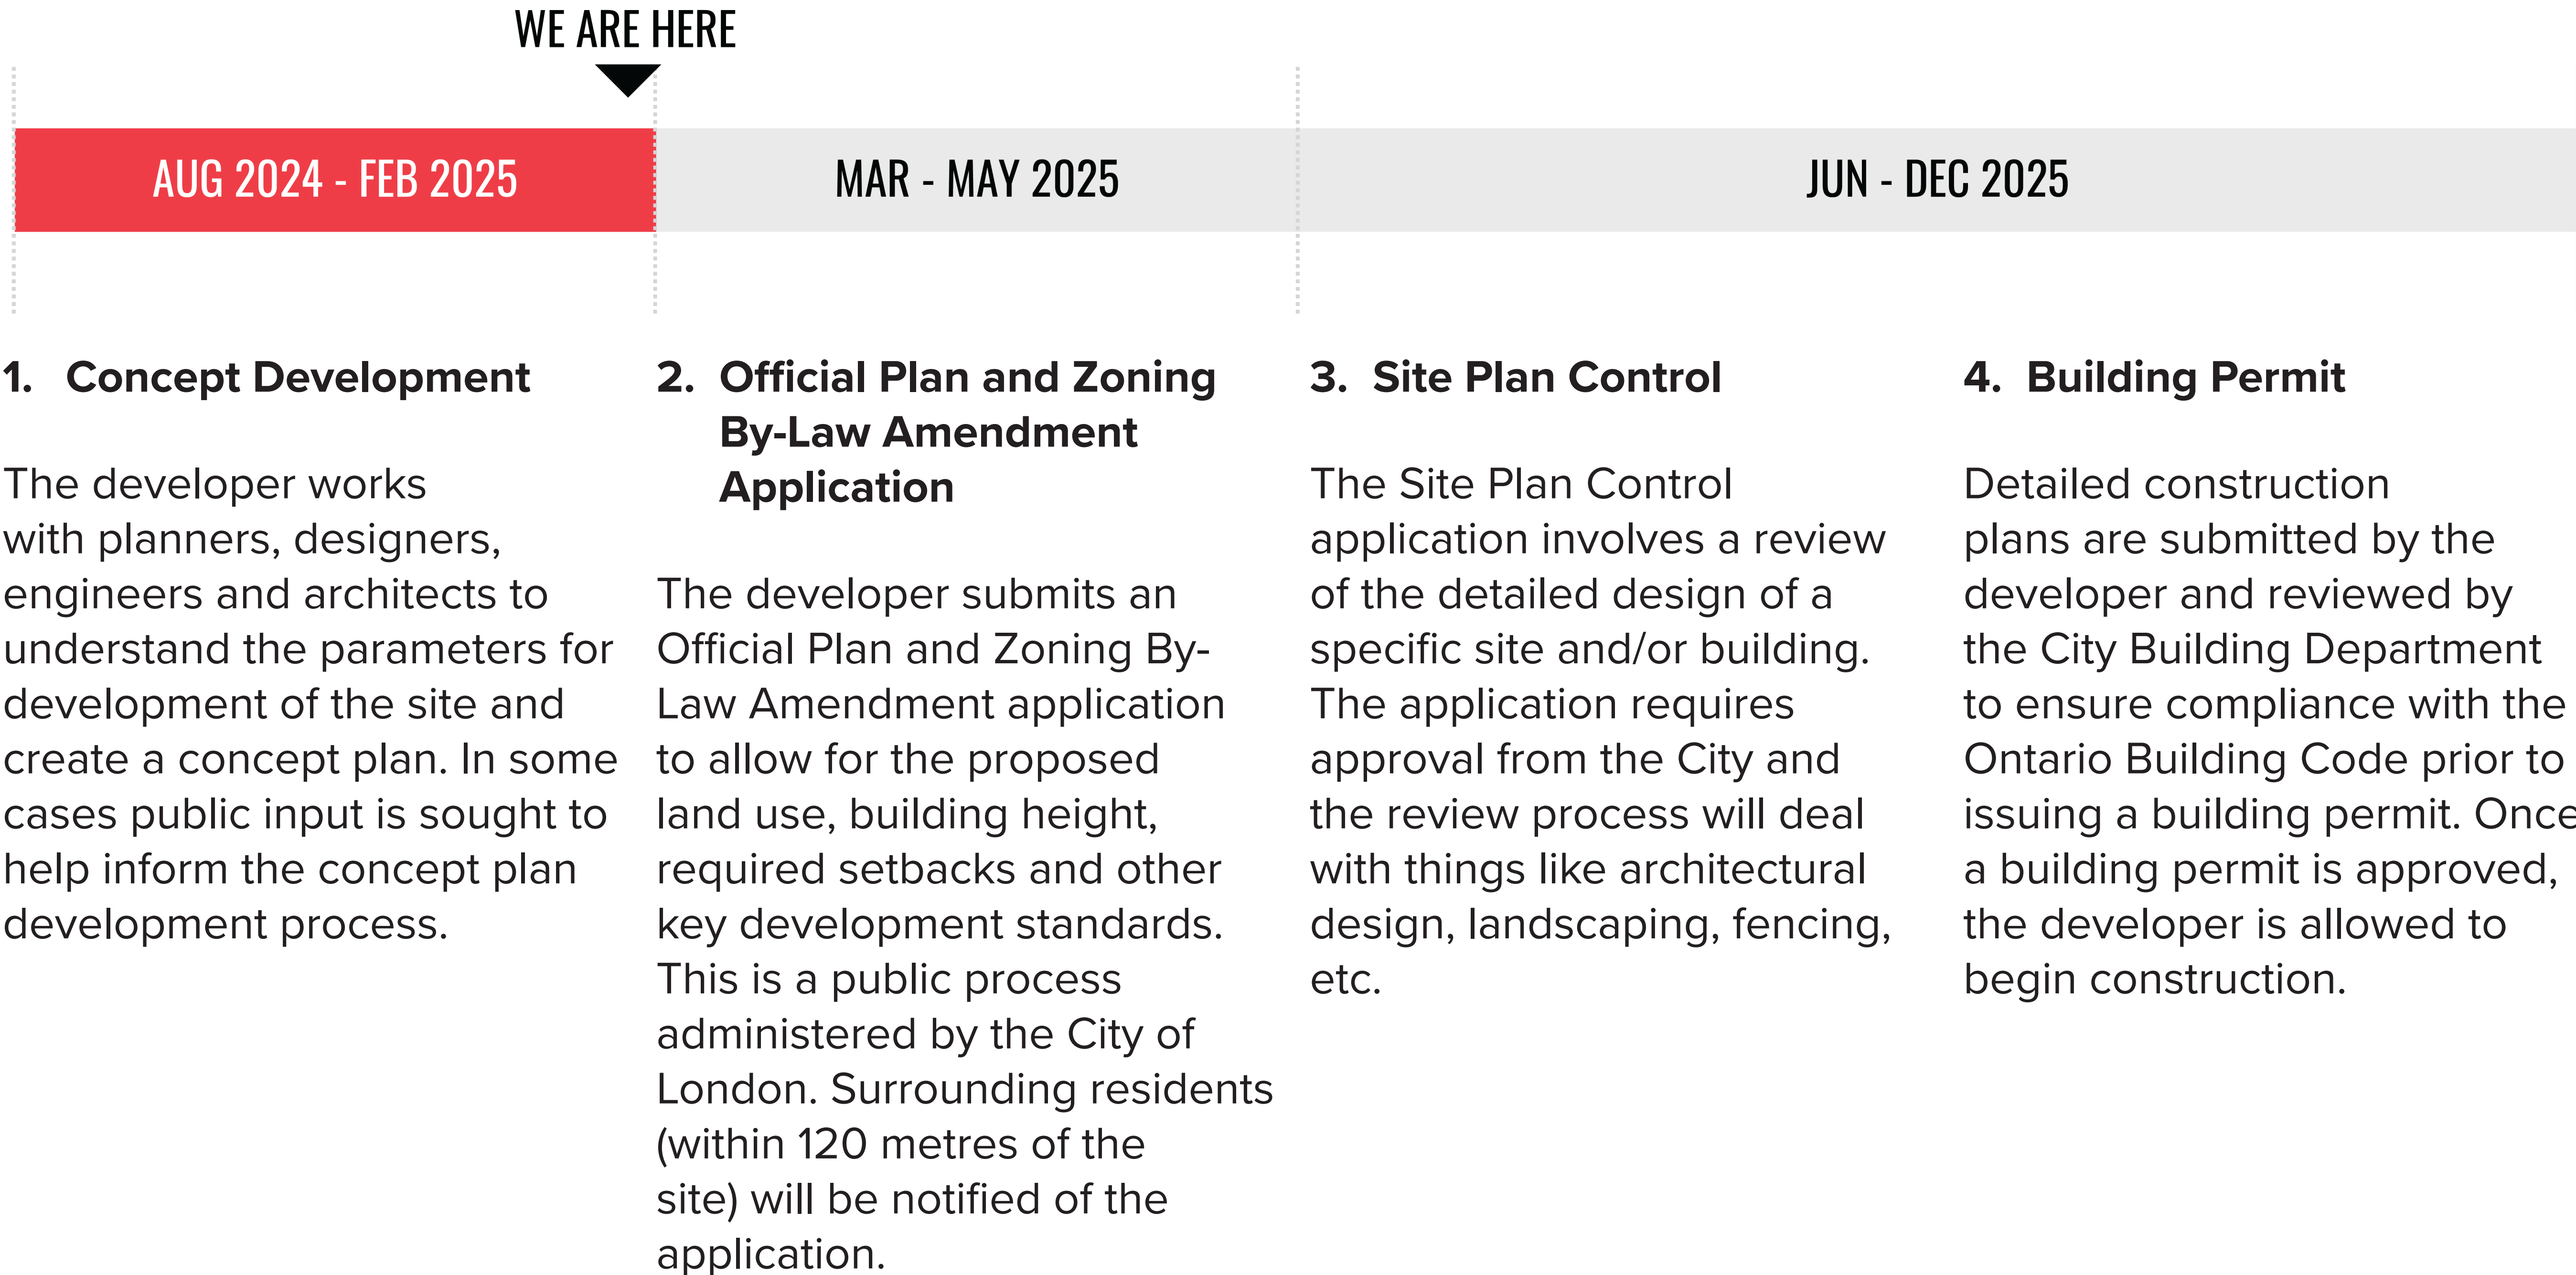 WE ARE HERE
AUG 2024 - FEB 2025
MAR - MAY 2025
JUN - DEC 2025
1. Concept Development
The developer works
with planners, designers,
engineers and architects to
understand the parameters for
development of the site and
create a concept plan. In some
cases public input is sought to
help inform the concept plan
development process.
2. Official Plan and Zoning
By-Law Amendment
Application
The developer submits an
Official Plan and Zoning By-
Law Amendment application
to allow for the proposed
land use, building height,
required setbacks and other
key development standards.
This is a public process
administered by the City of
London. Surrounding residents
(within 120 metres of the
site) will be notified of the
application.
3. Site Plan Control
The Site Plan Control
application involves a review
of the detailed design of a
specific site and/or building.
The application requires
approval from the City and
the review process will deal
with things like architectural
design, landscaping, fencing,
etc.
4. Building Permit
Detailed construction
plans are submitted by the
developer and reviewed by
the City Building Department
to ensure compliance with the
Ontario Building Code prior to
issuing a building permit. Once
a building permit is approved,
the developer is allowed to
begin construction.